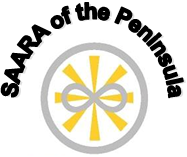 SAARA of the Peninsula